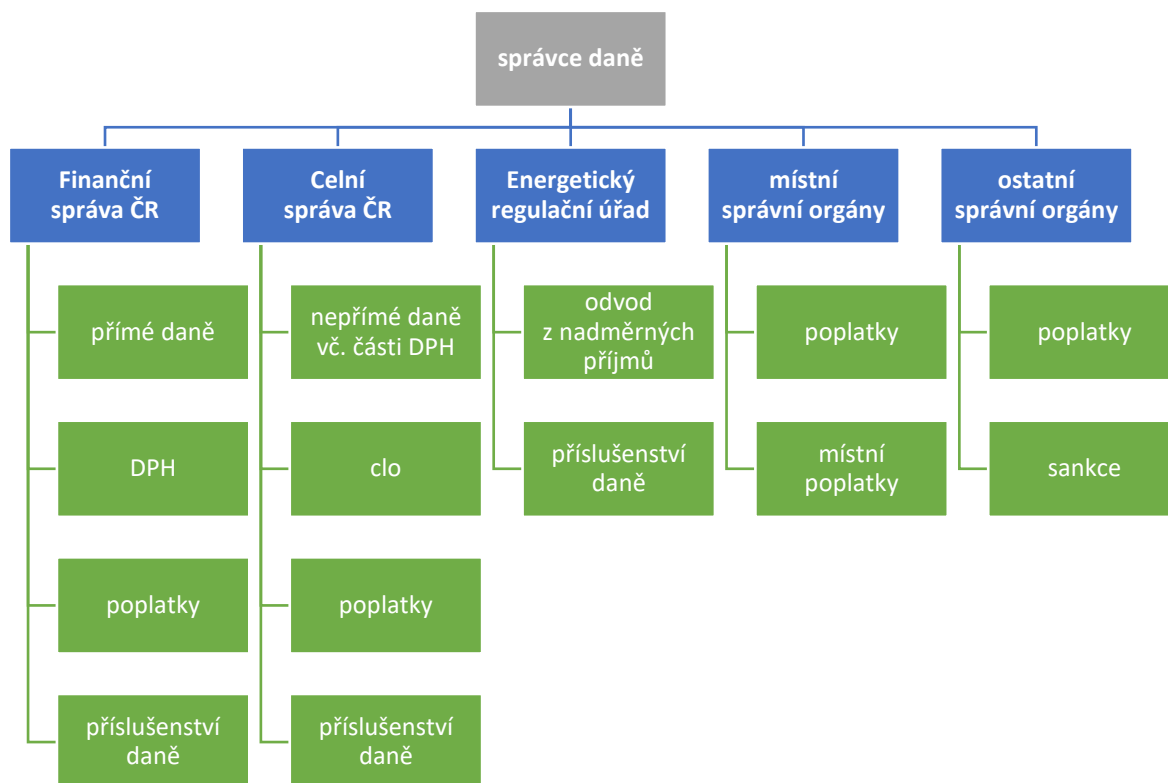 správce daně
Finanční
správa ČR
přímé daně
DPH
poplatky
příslušenství
daně
Celní
správa ČR
nepřímé daně
vč. části DPH
clo
poplatky
příslušenství
daně
Energetický
regulační úřad
odvod
z nadměrných
příjmů
příslušenství
daně
místní
správní orgány
poplatky
místní
poplatky
ostatní
správní orgány
poplatky
sankce